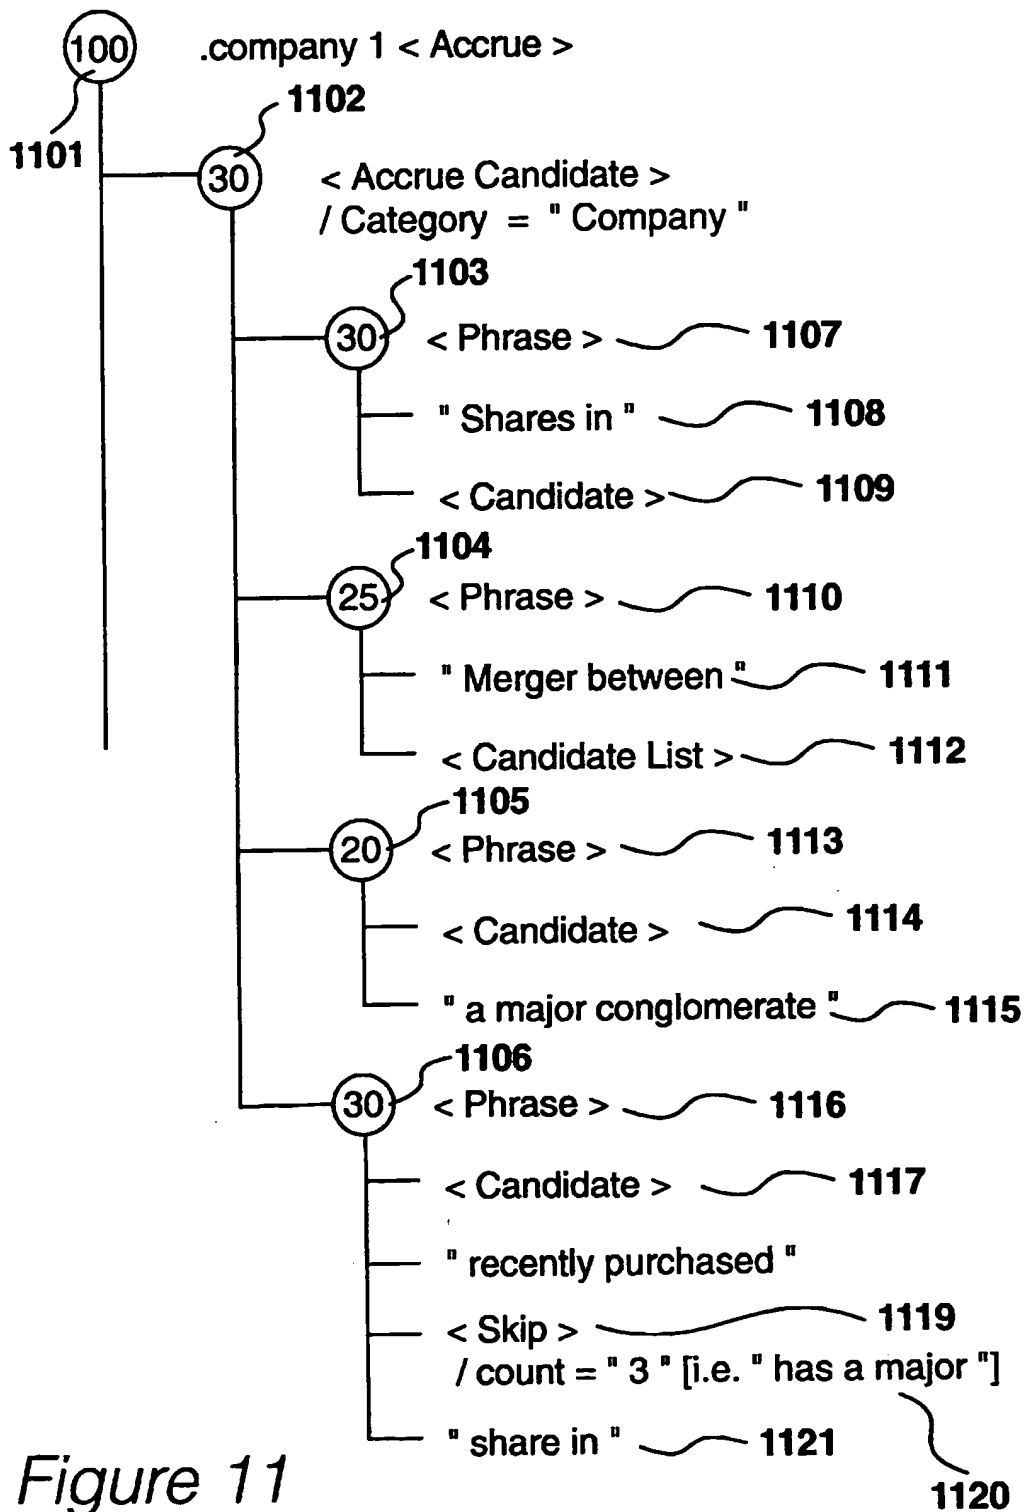 100 .company 1 < Accrue >
1102
1101
30 < Accrue Candidate >
/ Category = " Company "
1103
30 < Phrase > 1107
" Shares in " 1108
< Candidate > 1109
1104
25 < Phrase > 1110
" Merger between " 1111
< Candidate List > 1112
1105
20 < Phrase > 1113
< Candidate > 1114
" a major conglomerate " 1115
1106
30 < Phrase > 1116
< Candidate > 1117
" recently purchased "
< Skip > 1119
/ count = " 3 " [i.e. " has a major "]
" share in " 1121
1120
Figure 11